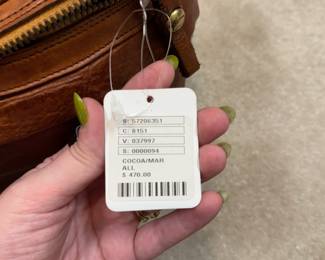 B: 57206351
C: 8151
V: 037997
S: 0000094
COCOA/MAR
ALL
$ 470.00